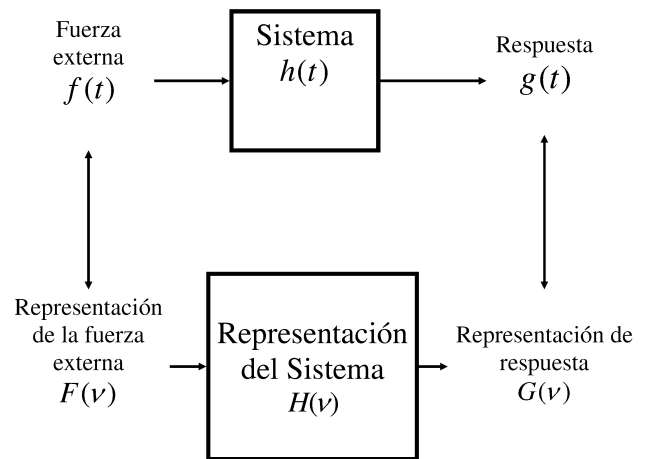 Fuerza
externa
f(t)
Sistema
h(t)
Respuesta
g(t)
Representación
de la fuerza
externa
F(ν)
Representación
del Sistema
H(ν)
Representación de
respuesta
G(ν)